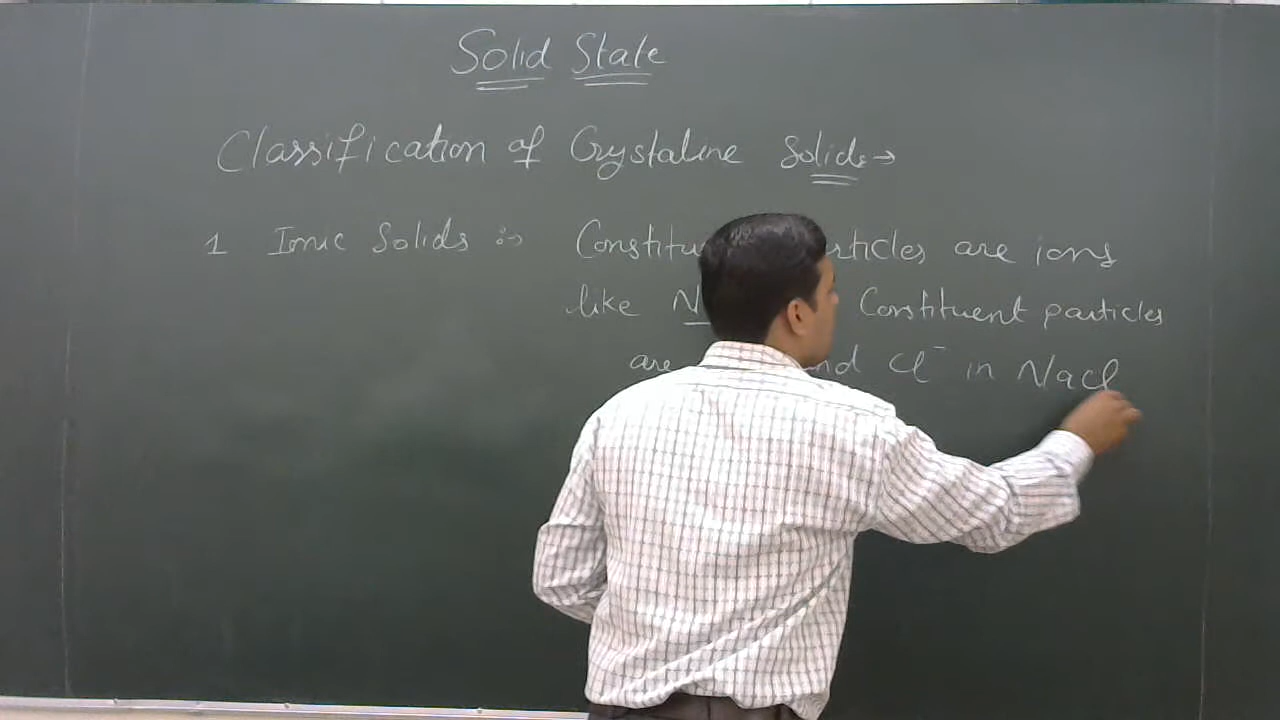 Solid State
Classification of Crystaline Solids →
1 Ionic Solids :→ Constitu rticles are ions
like N Constituent particles
are nd Cl⁻ in NaCl